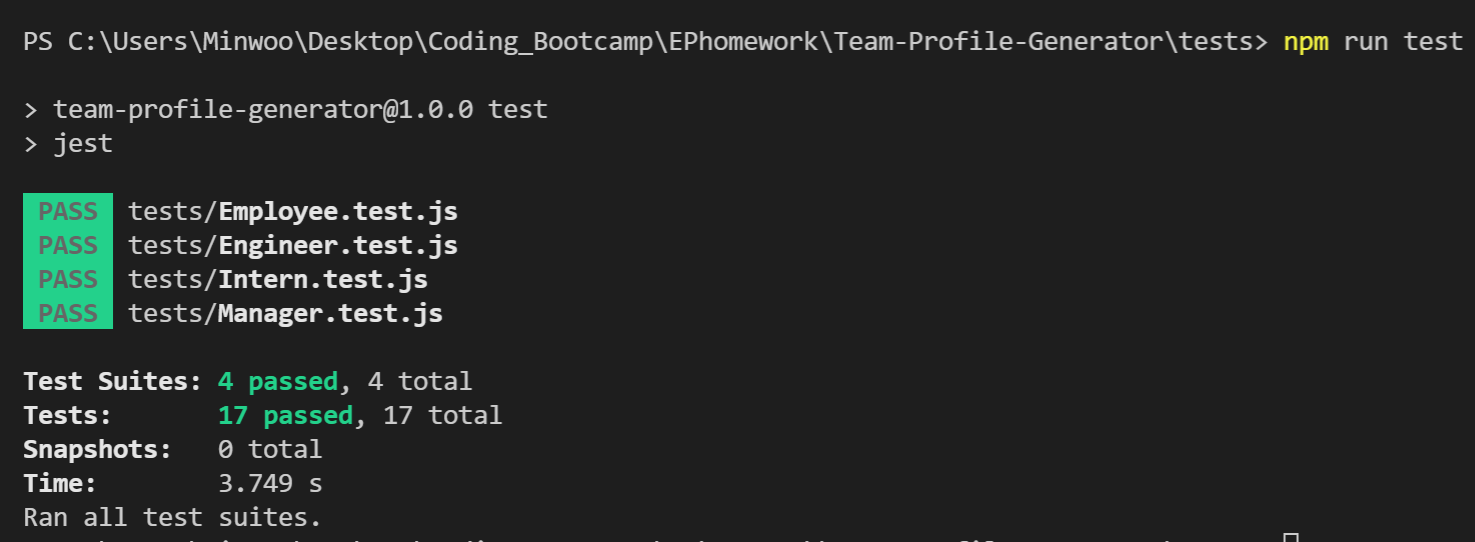 PS C:\Users\Minwoo\Desktop\Coding_Bootcamp\EPhomework\Team-Profile-Generator\tests> npm run test
> team-profile-generator@1.0.0 test
> jest
PASS tests/Employee.test.js
PASS tests/Engineer.test.js
PASS tests/Intern.test.js
PASS tests/Manager.test.js
Test Suites: 4 passed, 4 total
Tests: 17 passed, 17 total
Snapshots: 0 total
Time: 3.749 s
Ran all test suites.